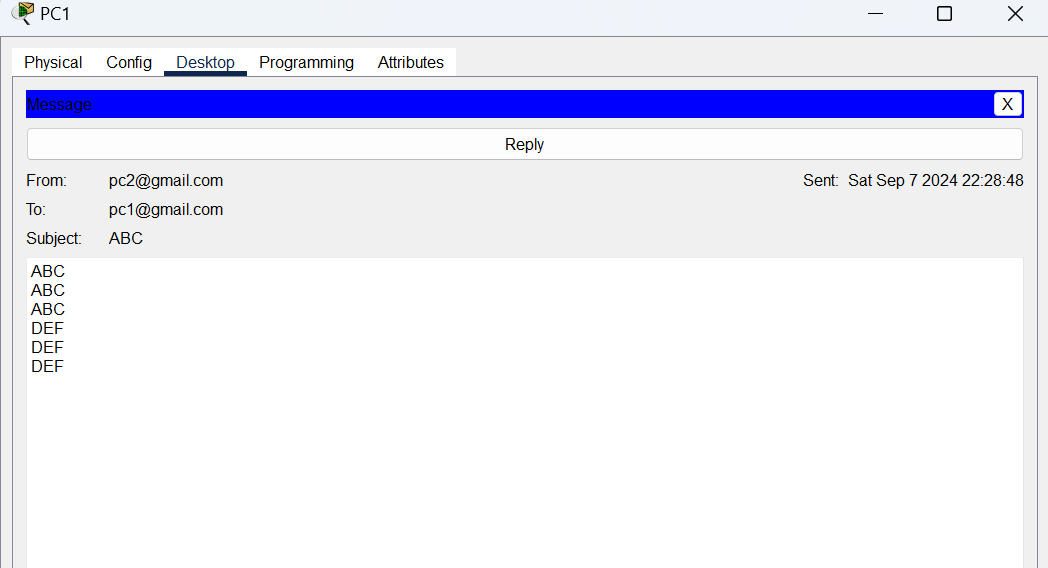 PC1
Physical Config Desktop Programming Attributes
Message X
Reply
From: pc2@gmail.com Sent: Sat Sep 7 2024 22:28:48
To: pc1@gmail.com
Subject: ABC
ABC
ABC
ABC
DEF
DEF
DEF